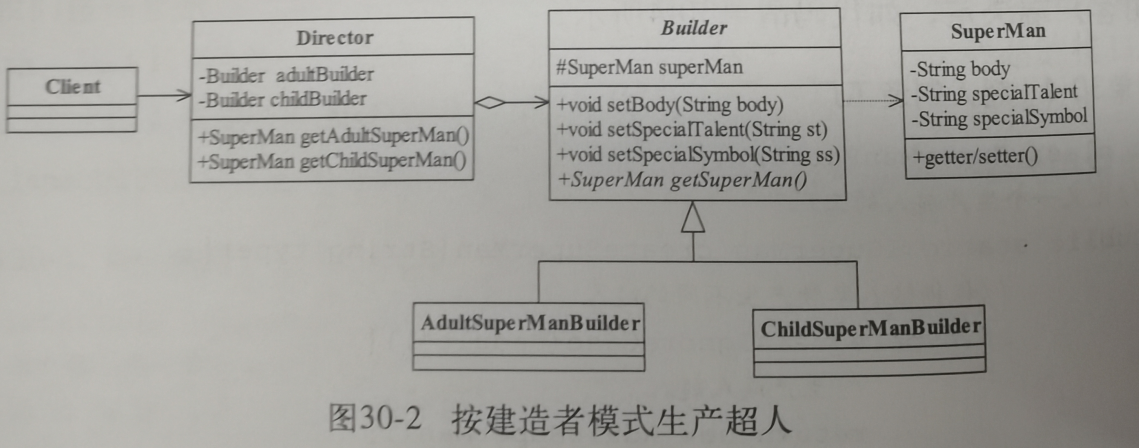 Client
Director
-Builder adultBuilder
-Builder childBuilder
+SuperMan getAdultSuperMan()
+SuperMan getChildSuperMan()
Builder
#SuperMan superMan
+void setBody(String body)
+void setSpecialTalent(String st)
+void setSpecialSymbol(String ss)
+SuperMan getSuperMan()
SuperMan
-String body
-String specialTalent
-String specialSymbol
+getter/setter()
AdultSuperManBuilder
ChildSuperManBuilder
图30-2 按建造者模式生产超人